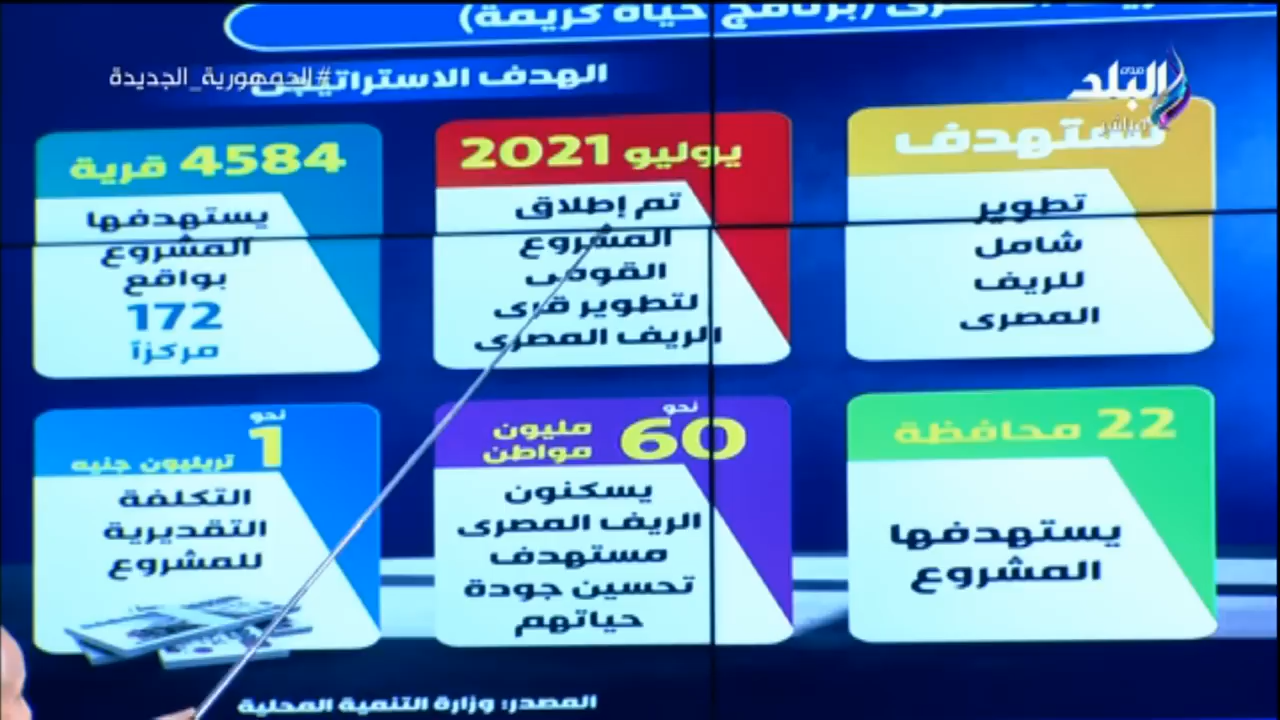 (برنامج حياة كريمة)
الهدف الاستراتيجى
#الجمهورية_الجديدة
صدى
البلد
مباشر
تستهدف
تطوير
شامل
للريف
المصرى
يوليو 2021
تم إطلاق
المشروع
القومى
لتطوير قرى
الريف المصرى
4584 قرية
يستهدفها
المشروع
بواقع
172
مركزاً
22 محافظة
يستهدفها
المشروع
نحو
60 مليون
مواطن
يسكنون
الريف المصرى
مستهدف
تحسين جودة
حياتهم
نحو
1 تريليون جنيه
التكلفة
التقديرية
للمشروع
المصدر: وزارة التنمية المحلية